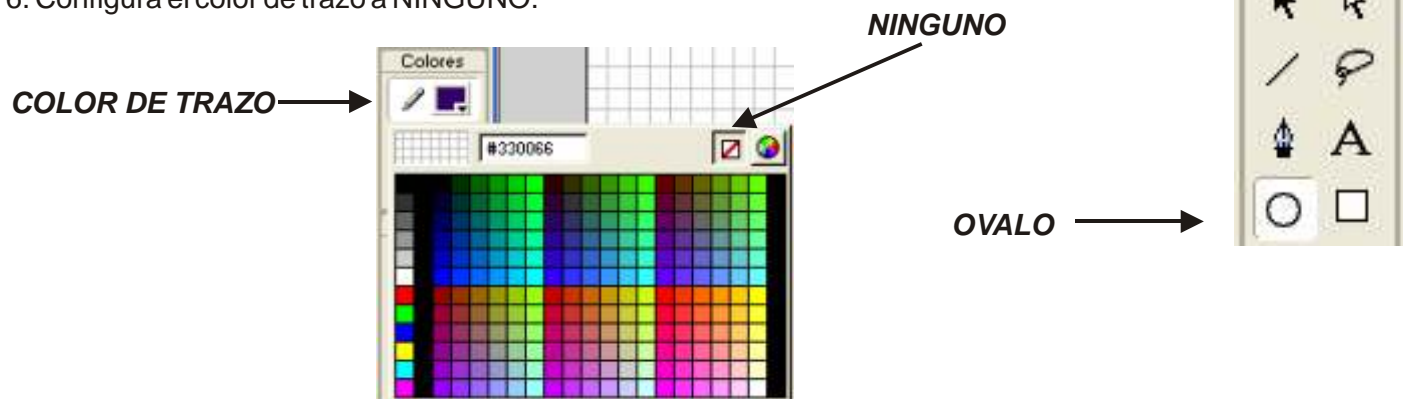 6. Configura el color de trazo a NINGUNO.
NINGUNO
Colores
COLOR DE TRAZO
#330066
A
OVALO